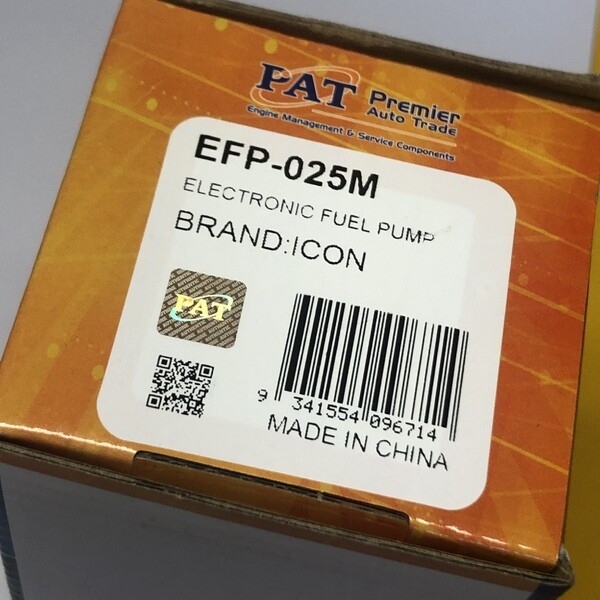 PAT Premier
Auto Trade
Engine Management & Service Components
EFP-025M
ELECTRONIC FUEL PUMP
BRAND:ICON
PAT
9 341554 096714
MADE IN CHINA